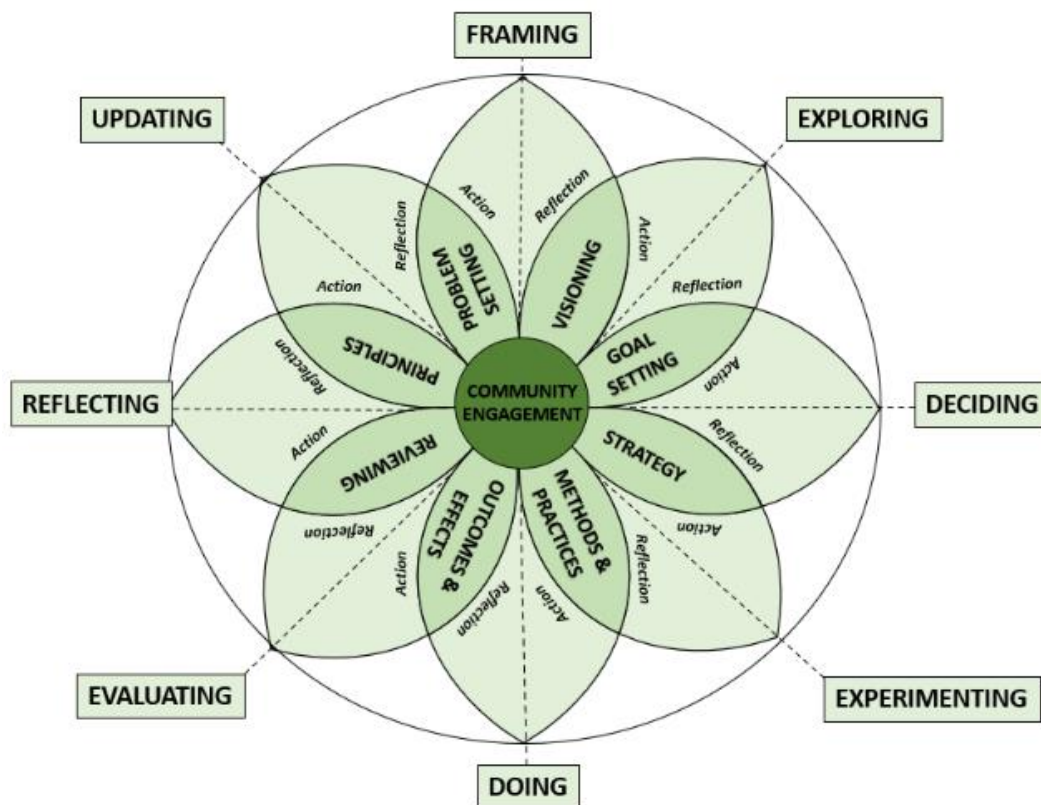 FRAMING
UPDATING
EXPLORING
Action
Reflection
Reflection
Action
PROBLEM
SETTING
VISIONING
Action
Reflection
PRINCIPLES
GOAL
SETTING
Reflection
Action
COMMUNITY
ENGAGEMENT
REFLECTING
DECIDING
Action
Reflection
REVIEWING
STRATEGY
Reflection
Action
OUTCOMES &
EFFECTS
METHODS &
PRACTICES
Action
Reflection
Reflection
Action
EVALUATING
EXPERIMENTING
DOING